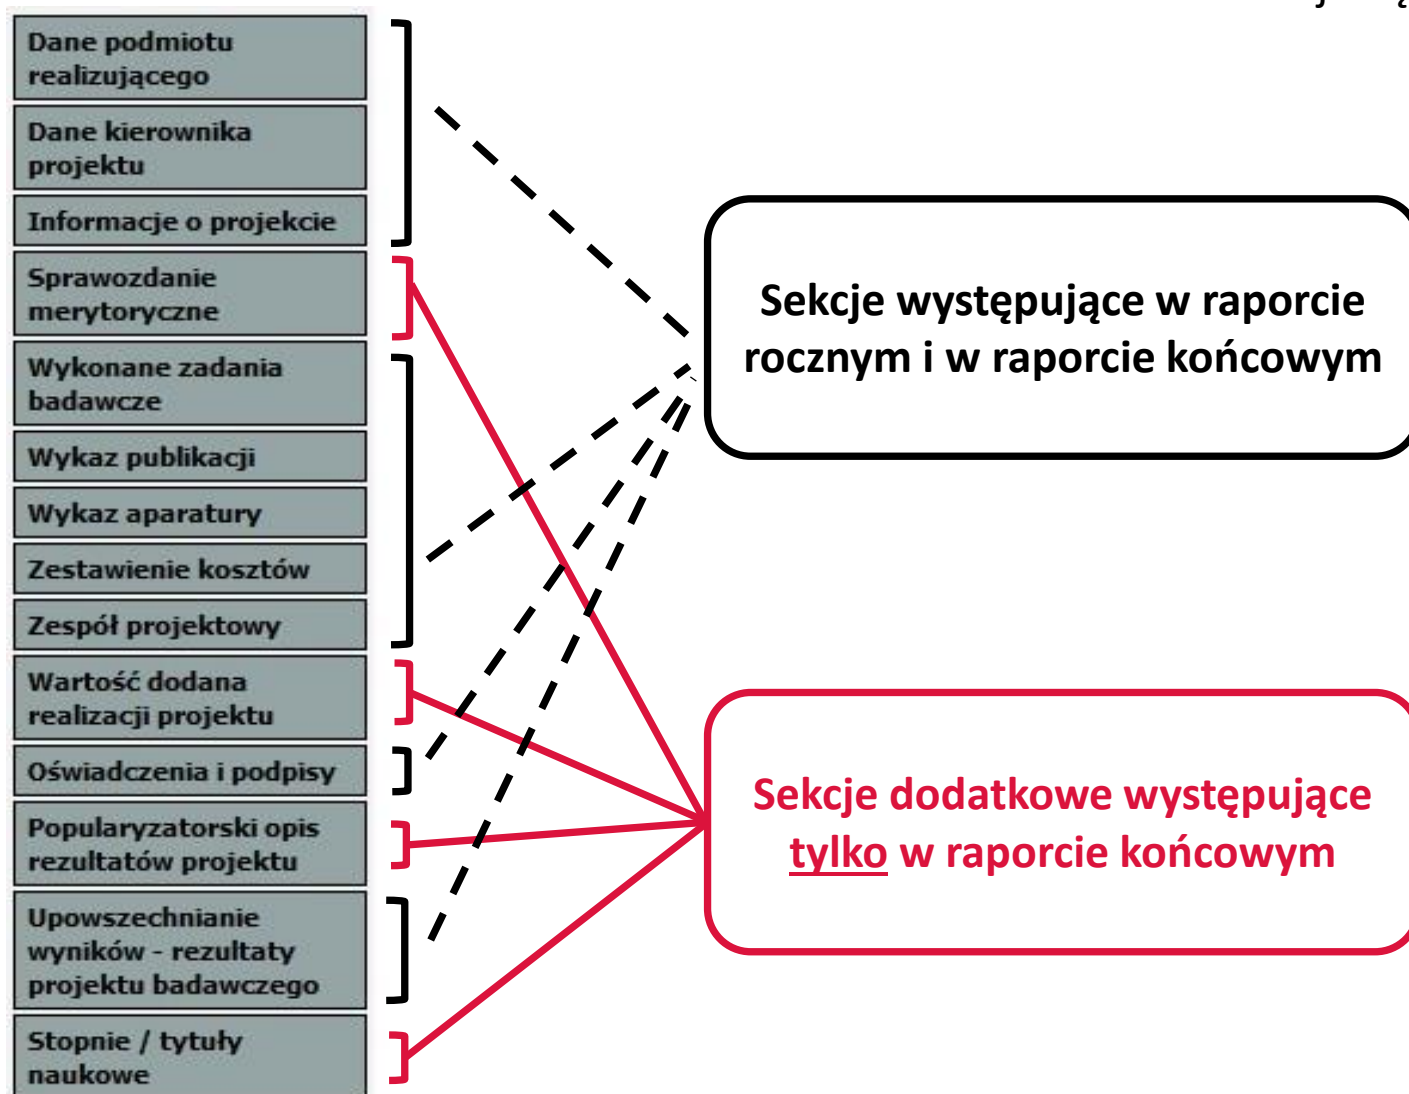 Dane podmiotu
realizującego
Dane kierownika
projektu
Informacje o projekcie
Sprawozdanie
merytoryczne
Wykonane zadania
badawcze
Wykaz publikacji
Wykaz aparatury
Zestawienie kosztów
Zespół projektowy
Wartość dodana
realizacji projektu
Oświadczenia i podpisy
Popularyzatorski opis
rezultatów projektu
Upowszechnianie
wyników - rezultaty
projektu badawczego
Stopnie / tytuły
naukowe
Sekcje występujące w raporcie
rocznym i w raporcie końcowym
Sekcje dodatkowe występujące
tylko w raporcie końcowym